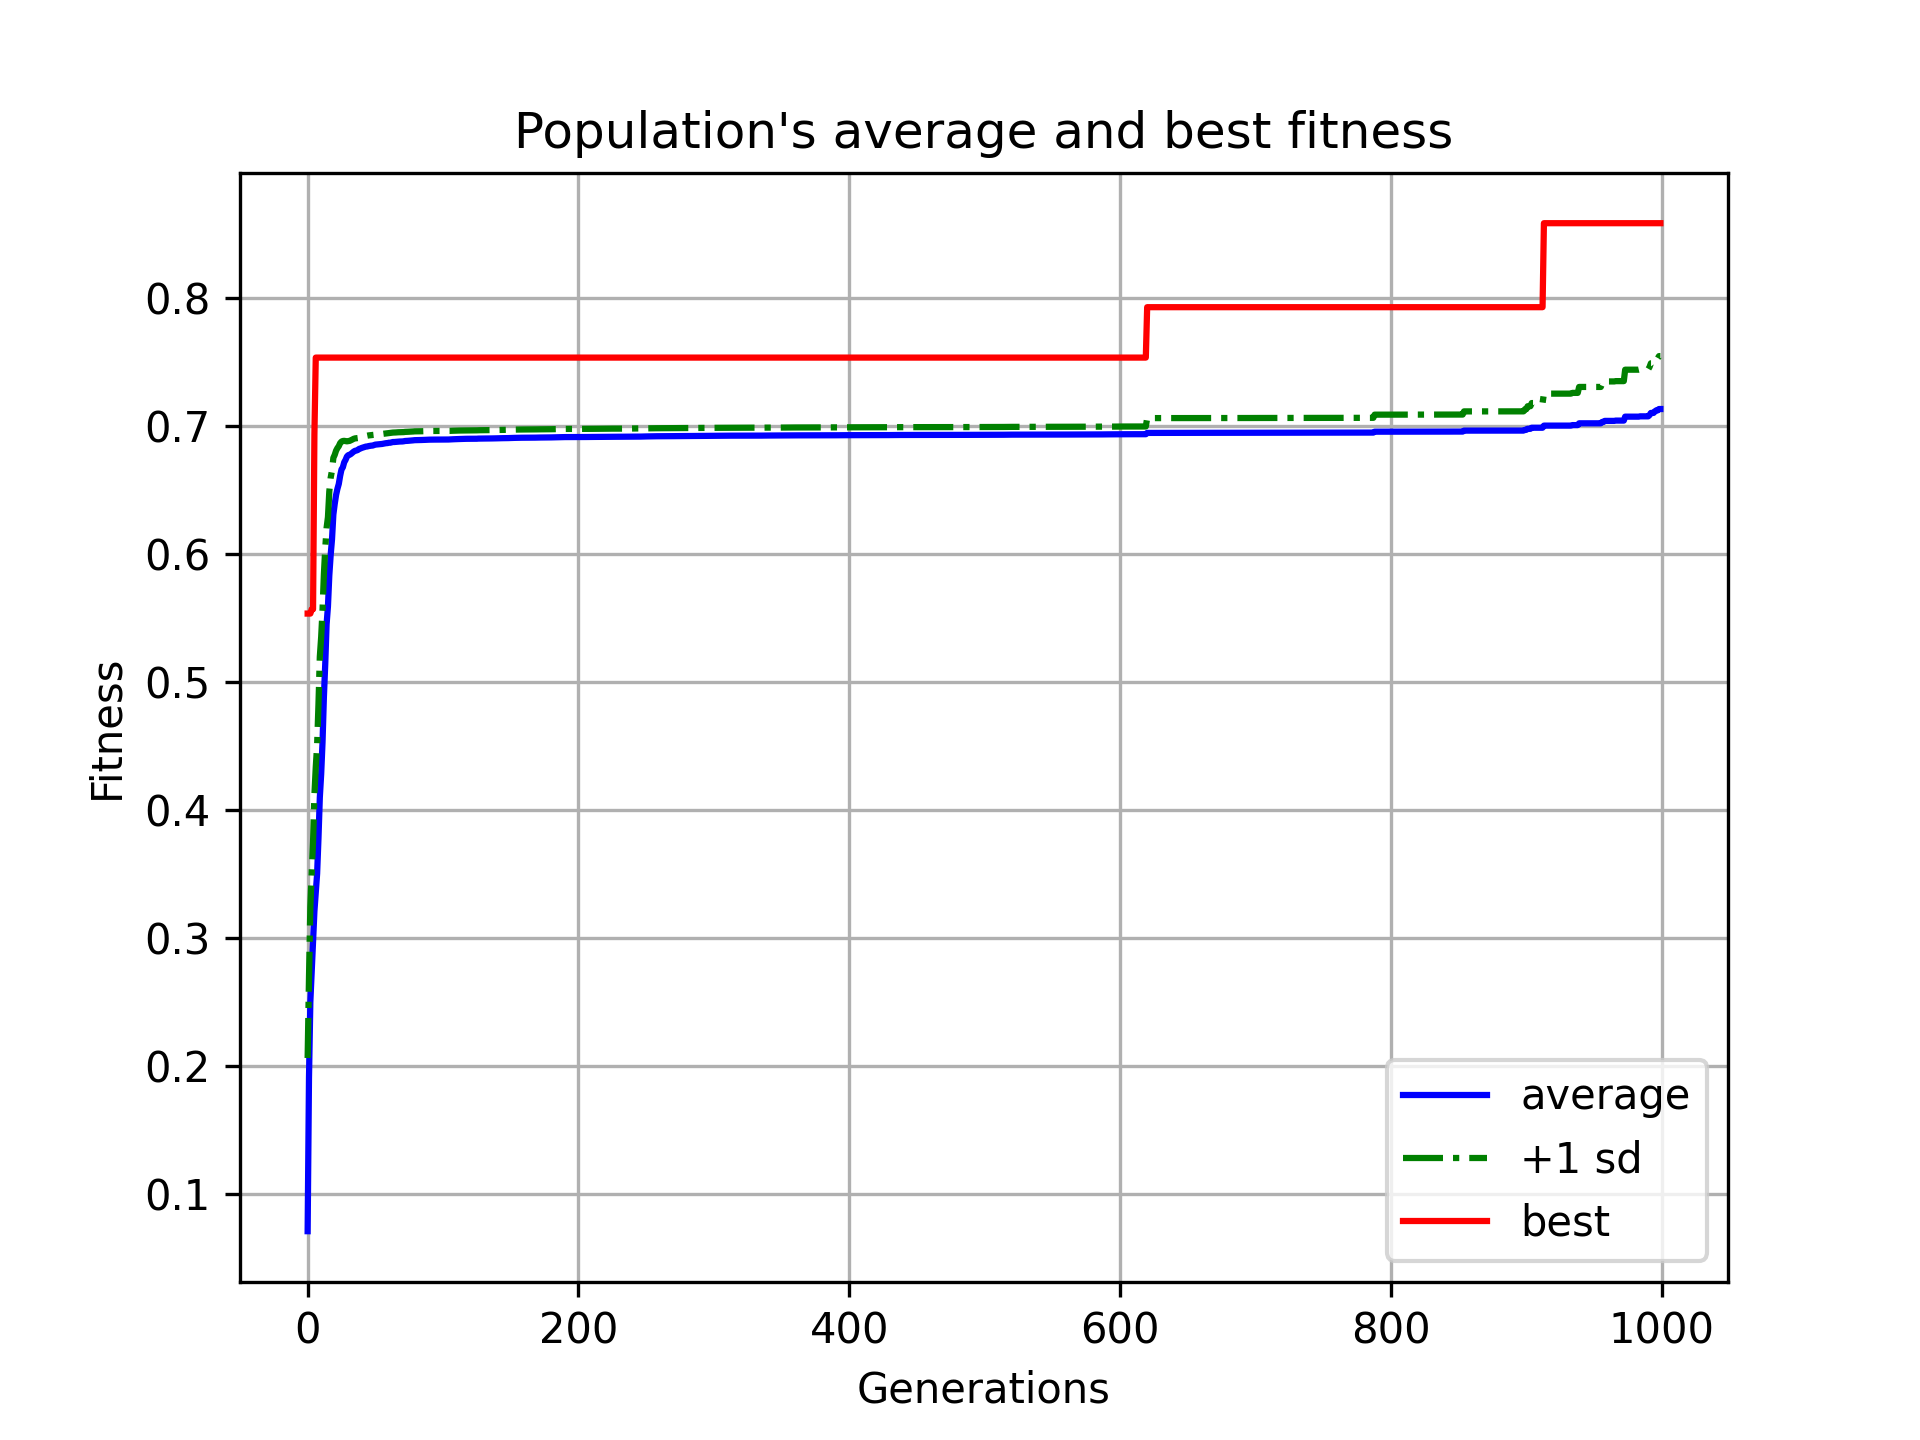 Population's average and best fitness
Fitness
0.8
0.7
0.6
0.5
0.4
0.3
0.2
0.1
average
+1 sd
best
0 200 400 600 800 1000
Generations